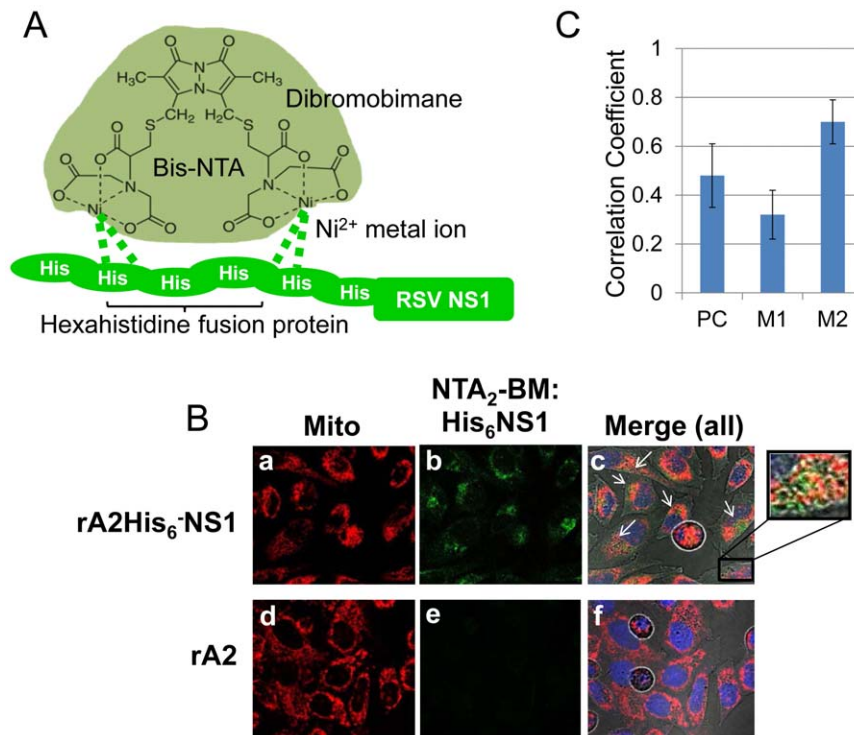 A
O
O
N
N
H₃C
CH₃
CH₂
H₂C
S
S
Dibromobimane
O
O⁻
O⁻
O
Bis-NTA
O
O
O⁻
N
N
O⁻
Ni
Ni
O⁻
O⁻
O
O
Ni²⁺ metal ion
His
His
His
His
His
His
RSV NS1
Hexahistidine fusion protein
C
Correlation Coefficient
1
0.8
0.6
0.4
0.2
0
PC M1 M2
B
NTA₂-BM:
Mito His₆NS1 Merge (all)
rA2His₆-NS1
a b c
rA2
d e f